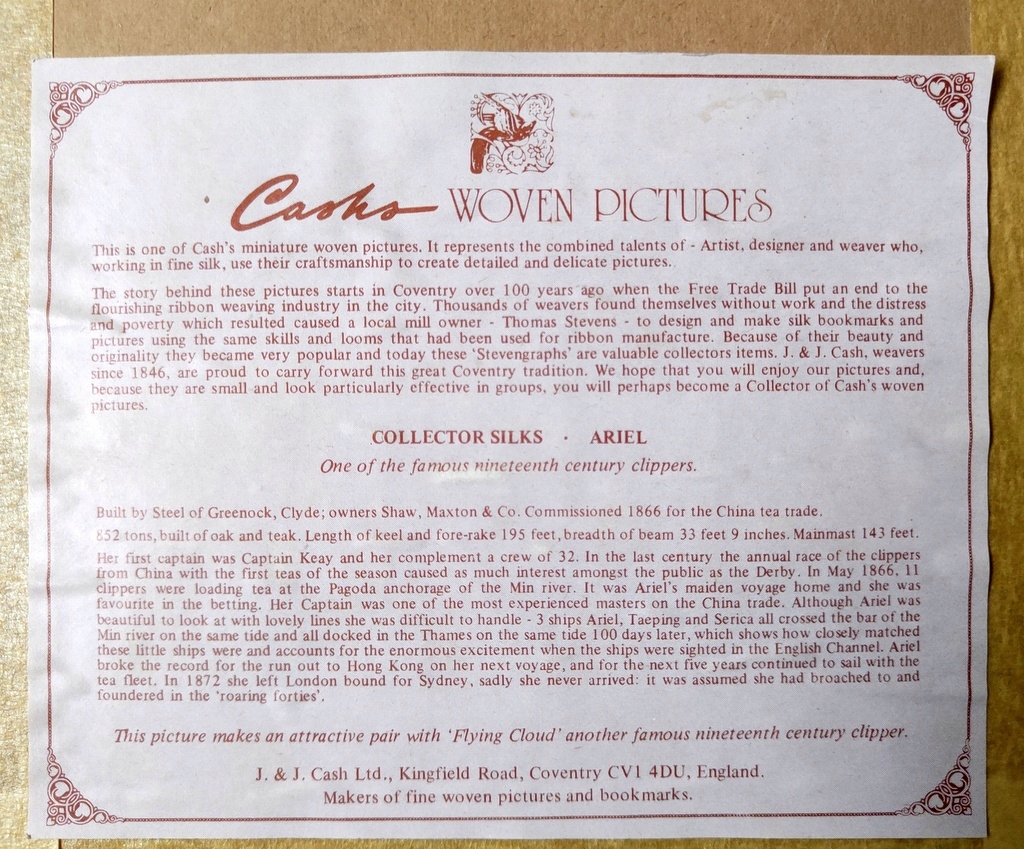 Cash's WOVEN PICTURES
This is one of Cash's miniature woven pictures. It represents the combined talents of - Artist, designer and weaver who,
working in fine silk, use their craftsmanship to create detailed and delicate pictures.
The story behind these pictures starts in Coventry over 100 years ago when the Free Trade Bill put an end to the
flourishing ribbon weaving industry in the city. Thousands of weavers found themselves without work and the distress
and poverty which resulted caused a local mill owner - Thomas Stevens - to design and make silk bookmarks and
pictures using the same skills and looms that had been used for ribbon manufacture. Because of their beauty and
originality they became very popular and today these 'Stevengraphs' are valuable collectors items. J. & J. Cash, weavers
since 1846, are proud to carry forward this great Coventry tradition. We hope that you will enjoy our pictures and,
because they are small and look particularly effective in groups, you will perhaps become a Collector of Cash's woven
pictures.
COLLECTOR SILKS · ARIEL
One of the famous nineteenth century clippers.
Built by Steel of Greenock, Clyde; owners Shaw, Maxton & Co. Commissioned 1866 for the China tea trade.
852 tons, built of oak and teak. Length of keel and fore-rake 195 feet, breadth of beam 33 feet 9 inches. Mainmast 143 feet.
Her first captain was Captain Keay and her complement a crew of 32. In the last century the annual race of the clippers
from China with the first teas of the season caused as much interest amongst the public as the Derby. In May 1866, 11
clippers were loading tea at the Pagoda anchorage of the Min river. It was Ariel's maiden voyage home and she was
favourite in the betting. Her Captain was one of the most experienced masters on the China trade. Although Ariel was
beautiful to look at with lovely lines she was difficult to handle - 3 ships Ariel, Taeping and Serica all crossed the bar of the
Min river on the same tide and all docked in the Thames on the same tide 100 days later, which shows how closely matched
these little ships were and accounts for the enormous excitement when the ships were sighted in the English Channel. Ariel
broke the record for the run out to Hong Kong on her next voyage, and for the next five years continued to sail with the
tea fleet. In 1872 she left London bound for Sydney, sadly she never arrived: it was assumed she had broached to and
foundered in the 'roaring forties'.
This picture makes an attractive pair with 'Flying Cloud' another famous nineteenth century clipper.
J. & J. Cash Ltd., Kingfield Road, Coventry CV1 4DU, England.
Makers of fine woven pictures and bookmarks.